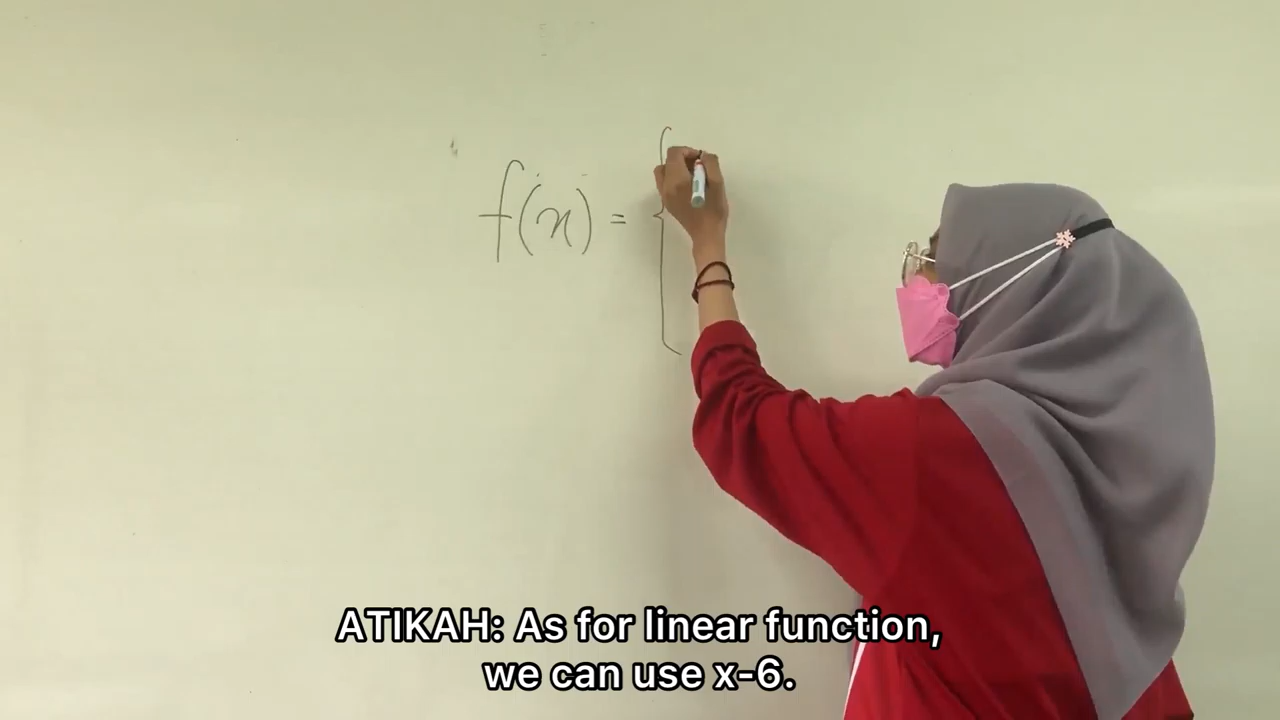 f(x) = {
ATIKAH: As for linear function,
we can use x-6.